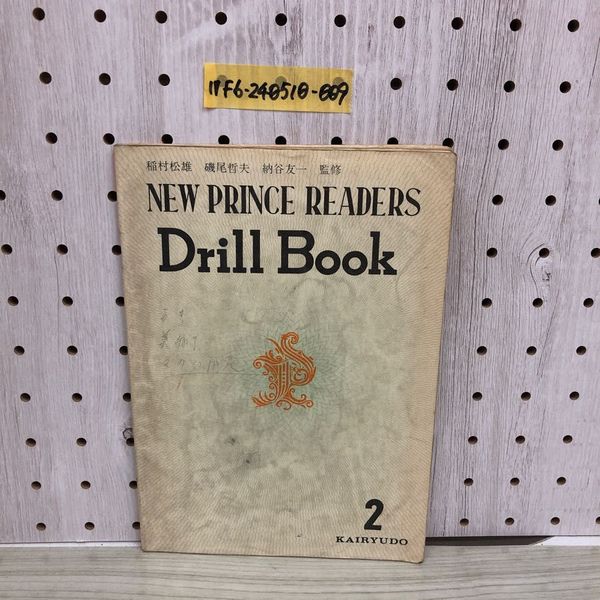 11F6-240510-009
稲村松雄 磯尾哲夫 納谷友一 監修
NEW PRINCE READERS
Drill Book
2
KAIRYUDO